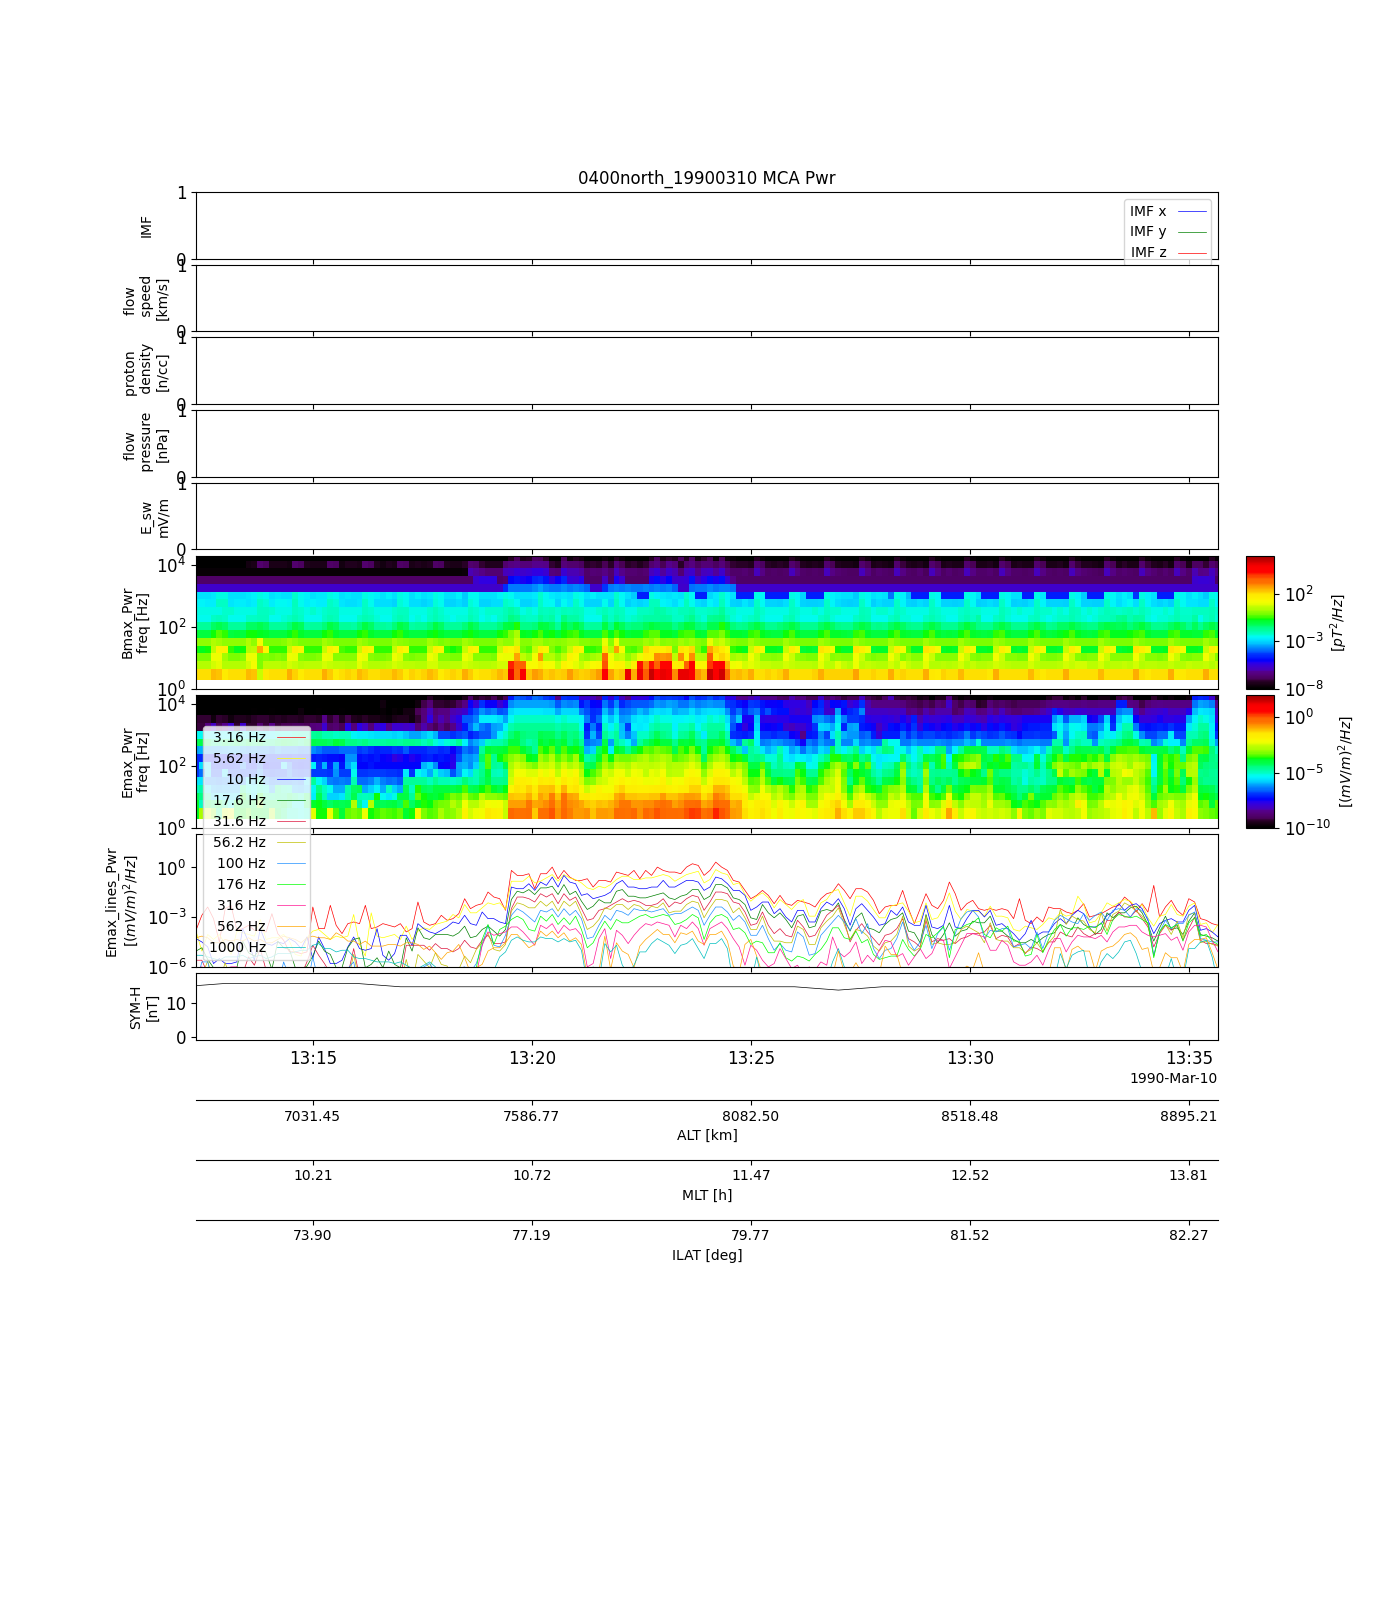 0400north_19900310 MCA Pwr
1
IMF
0
IMF x
IMF y
IMF z
1
flow
speed
[km/s]
0
1
proton
density
[n/cc]
0
1
flow
pressure
[nPa]
0
1
E_sw
mV/m
0
10^4
10^2
10^0
Bmax_Pwr
freq [Hz]
10^2
10^-3
10^-8
[pT^2/Hz]
10^4
10^2
10^0
Emax_Pwr
freq [Hz]
10^0
10^-5
10^-10
[(mV/m)^2/Hz]
3.16 Hz
5.62 Hz
10 Hz
17.6 Hz
31.6 Hz
56.2 Hz
100 Hz
176 Hz
316 Hz
562 Hz
1000 Hz
10^0
10^-3
10^-6
Emax_lines_Pwr
[(mV/m)^2/Hz]
10
0
SYM-H
[nT]
13:15 13:20 13:25 13:30 13:35
1990-Mar-10
7031.45 7586.77 8082.50 8518.48 8895.21
ALT [km]
10.21 10.72 11.47 12.52 13.81
MLT [h]
73.90 77.19 79.77 81.52 82.27
ILAT [deg]